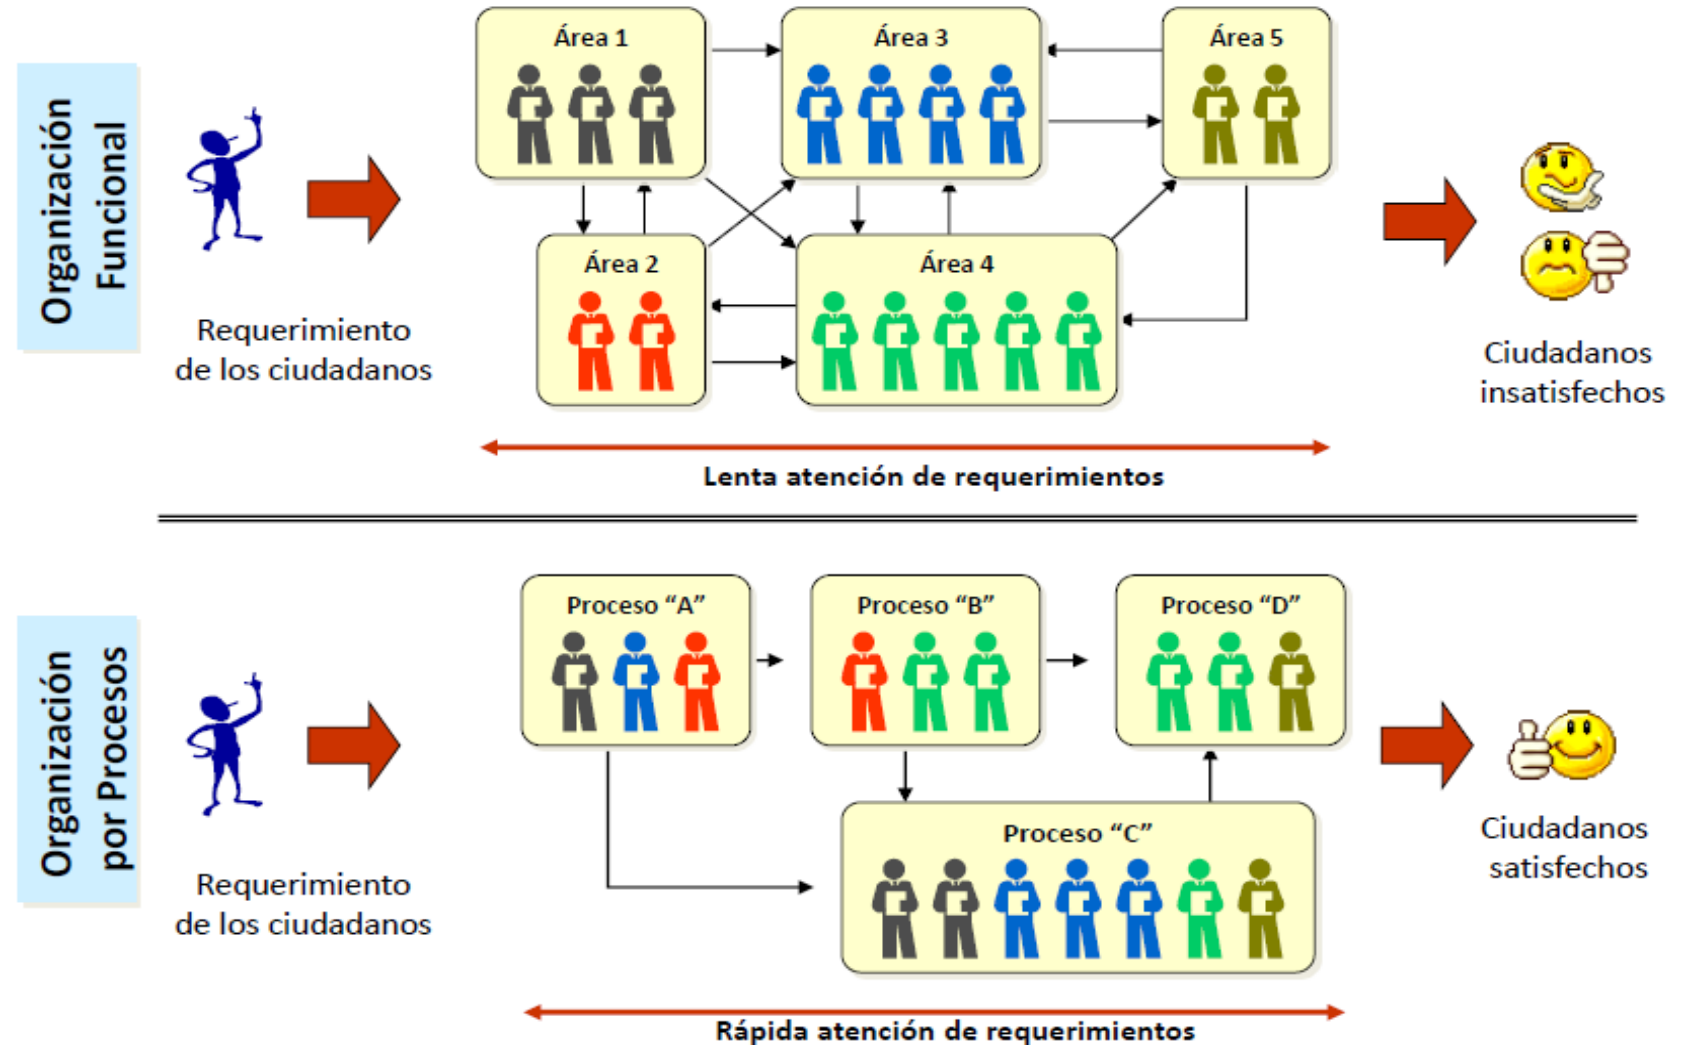 Organización
Funcional
Requerimiento
de los ciudadanos
Área 1
Área 3
Área 5
Área 2
Área 4
Ciudadanos
insatisfechos
Lenta atención de requerimientos
Organización
por Procesos
Requerimiento
de los ciudadanos
Proceso “A”
Proceso “B”
Proceso “D”
Proceso “C”
Ciudadanos
satisfechos
Rápida atención de requerimientos